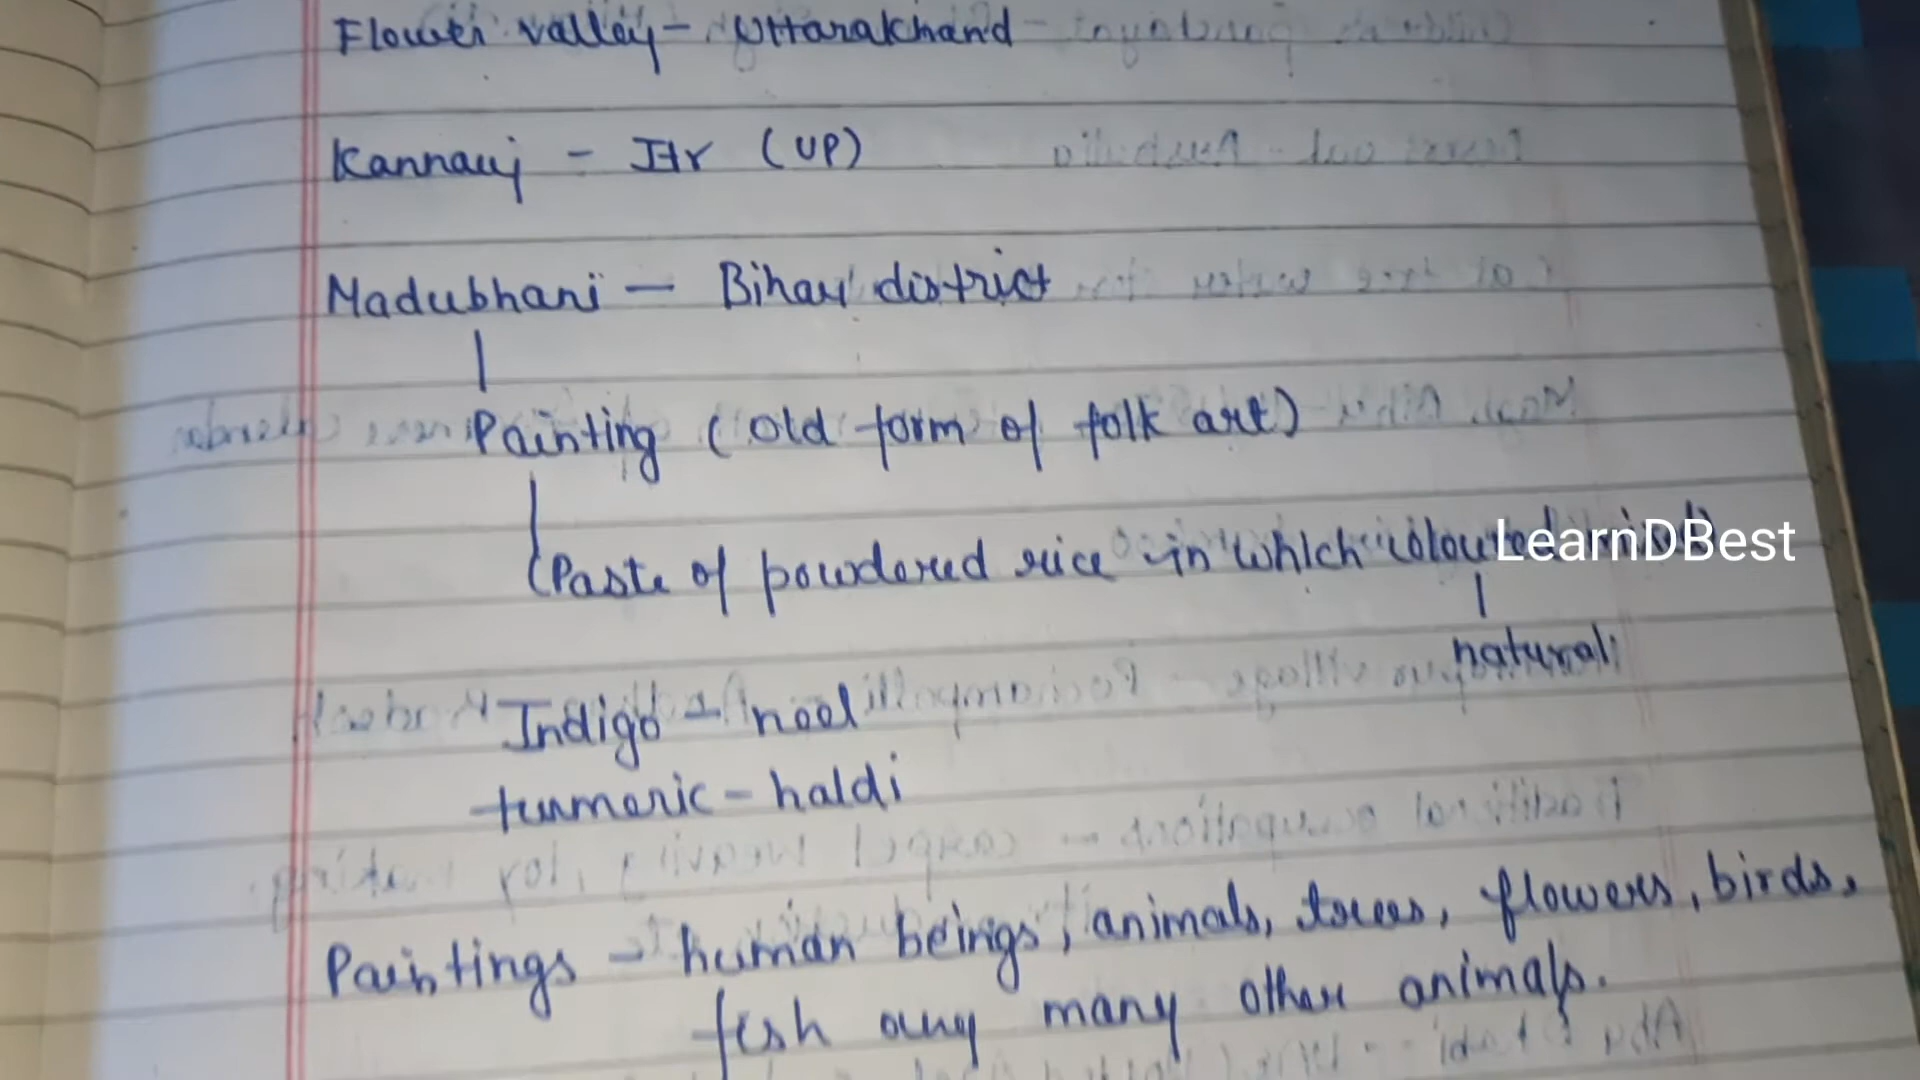 Flower valley - Uttarakhand
Kannauj - Itr (UP)
Madubhani - Bihar district
Painting (old form of folk art)
(Paste of powdered rice in which coloured
LearnDBest
natural
Indigo - neel
turmeric - haldi
Paintings - human beings, animals, trees, flowers, birds,
fish any many other animals.